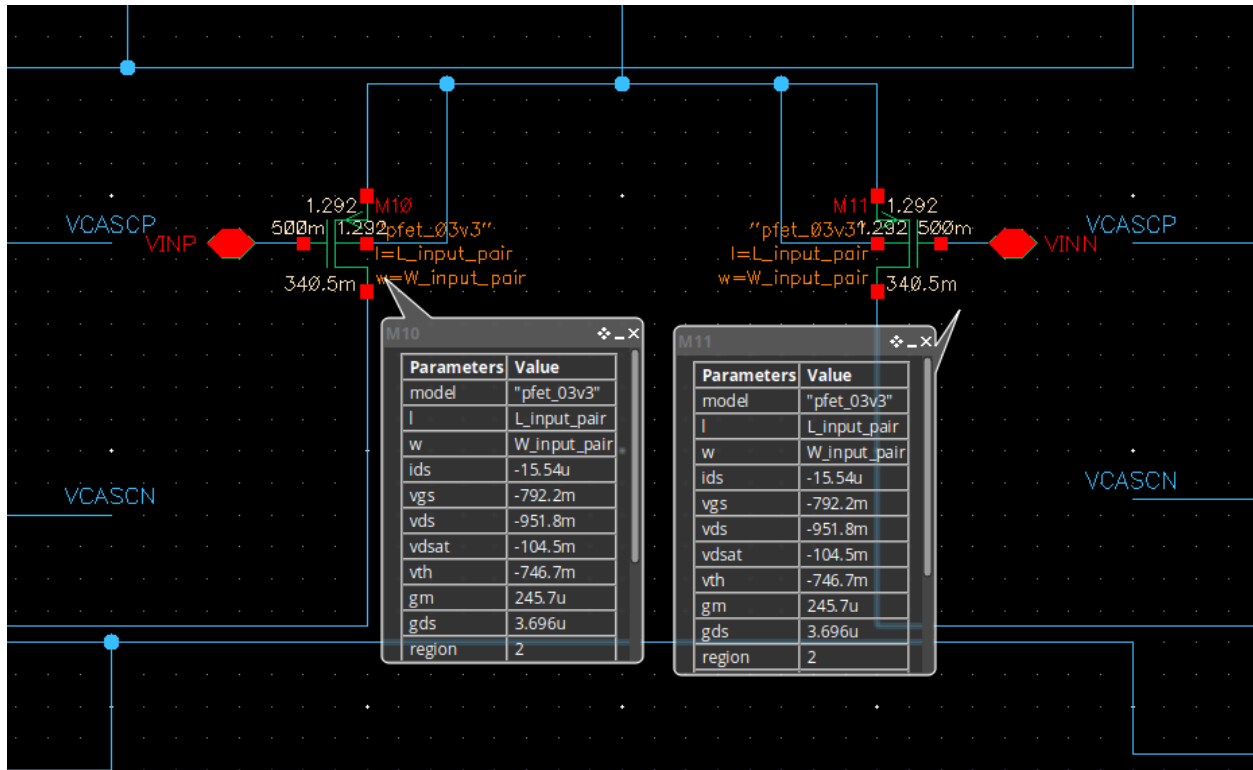 1.292 M10
M11 1.292
VCASCP
500m 1.292 "pfet_03v3"
"pfet_03v3" 1.292 500m
VCASCP
VINP
VINN
l=L_input_pair
l=L_input_pair
340.5m w=W_input_pair
w=W_input_pair 340.5m
M10
Parameters Value
model "pfet_03v3"
l L_input_pair
w W_input_pair
ids -15.54u
vgs -792.2m
vds -951.8m
vdsat -104.5m
vth -746.7m
gm 245.7u
gds 3.696u
region 2
M11
Parameters Value
model "pfet_03v3"
l L_input_pair
w W_input_pair
ids -15.54u
vgs -792.2m
vds -951.8m
vdsat -104.5m
vth -746.7m
gm 245.7u
gds 3.696u
region 2
VCASCN
VCASCN